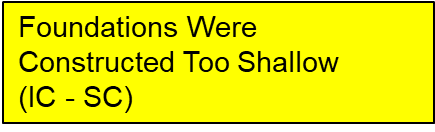 Foundations Were
Constructed Too Shallow
(IC - SC)